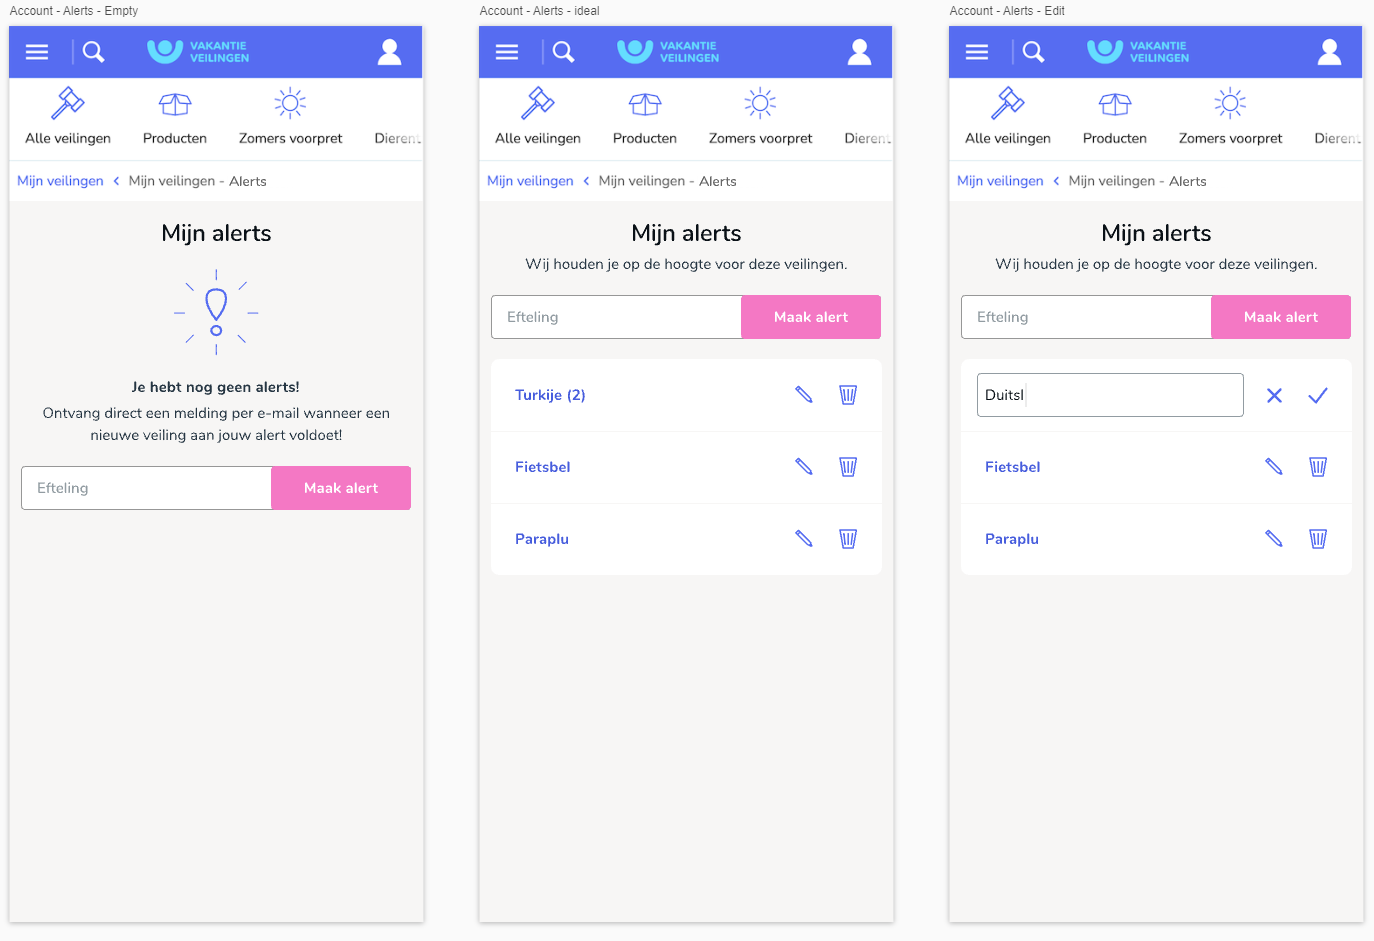 Account - Alerts - Empty
VAKANTIE
VEILINGEN
Alle veilingen
Producten
Zomers voorpret
Dierent
Mijn veilingen
Mijn veilingen - Alerts
Mijn alerts
Je hebt nog geen alerts!
Ontvang direct een melding per e-mail wanneer een
nieuwe veiling aan jouw alert voldoet!
Efteling
Maak alert
Account - Alerts - ideal
VAKANTIE
VEILINGEN
Alle veilingen
Producten
Zomers voorpret
Dierent
Mijn veilingen
Mijn veilingen - Alerts
Mijn alerts
Wij houden je op de hoogte voor deze veilingen.
Efteling
Maak alert
Turkije (2)
Fietsbel
Paraplu
Account - Alerts - Edit
VAKANTIE
VEILINGEN
Alle veilingen
Producten
Zomers voorpret
Dierent
Mijn veilingen
Mijn veilingen - Alerts
Mijn alerts
Wij houden je op de hoogte voor deze veilingen.
Efteling
Maak alert
Duitsl
Fietsbel
Paraplu